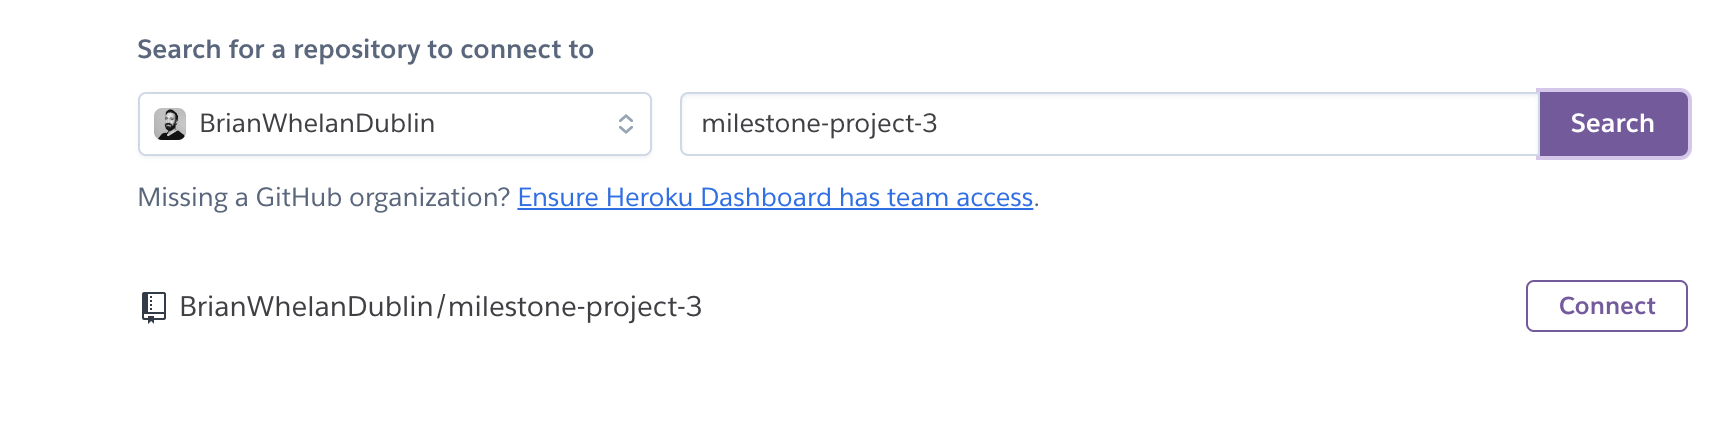 Search for a repository to connect to
BrianWhelanDublin
milestone-project-3
Search
Missing a GitHub organization? Ensure Heroku Dashboard has team access.
BrianWhelanDublin/milestone-project-3
Connect